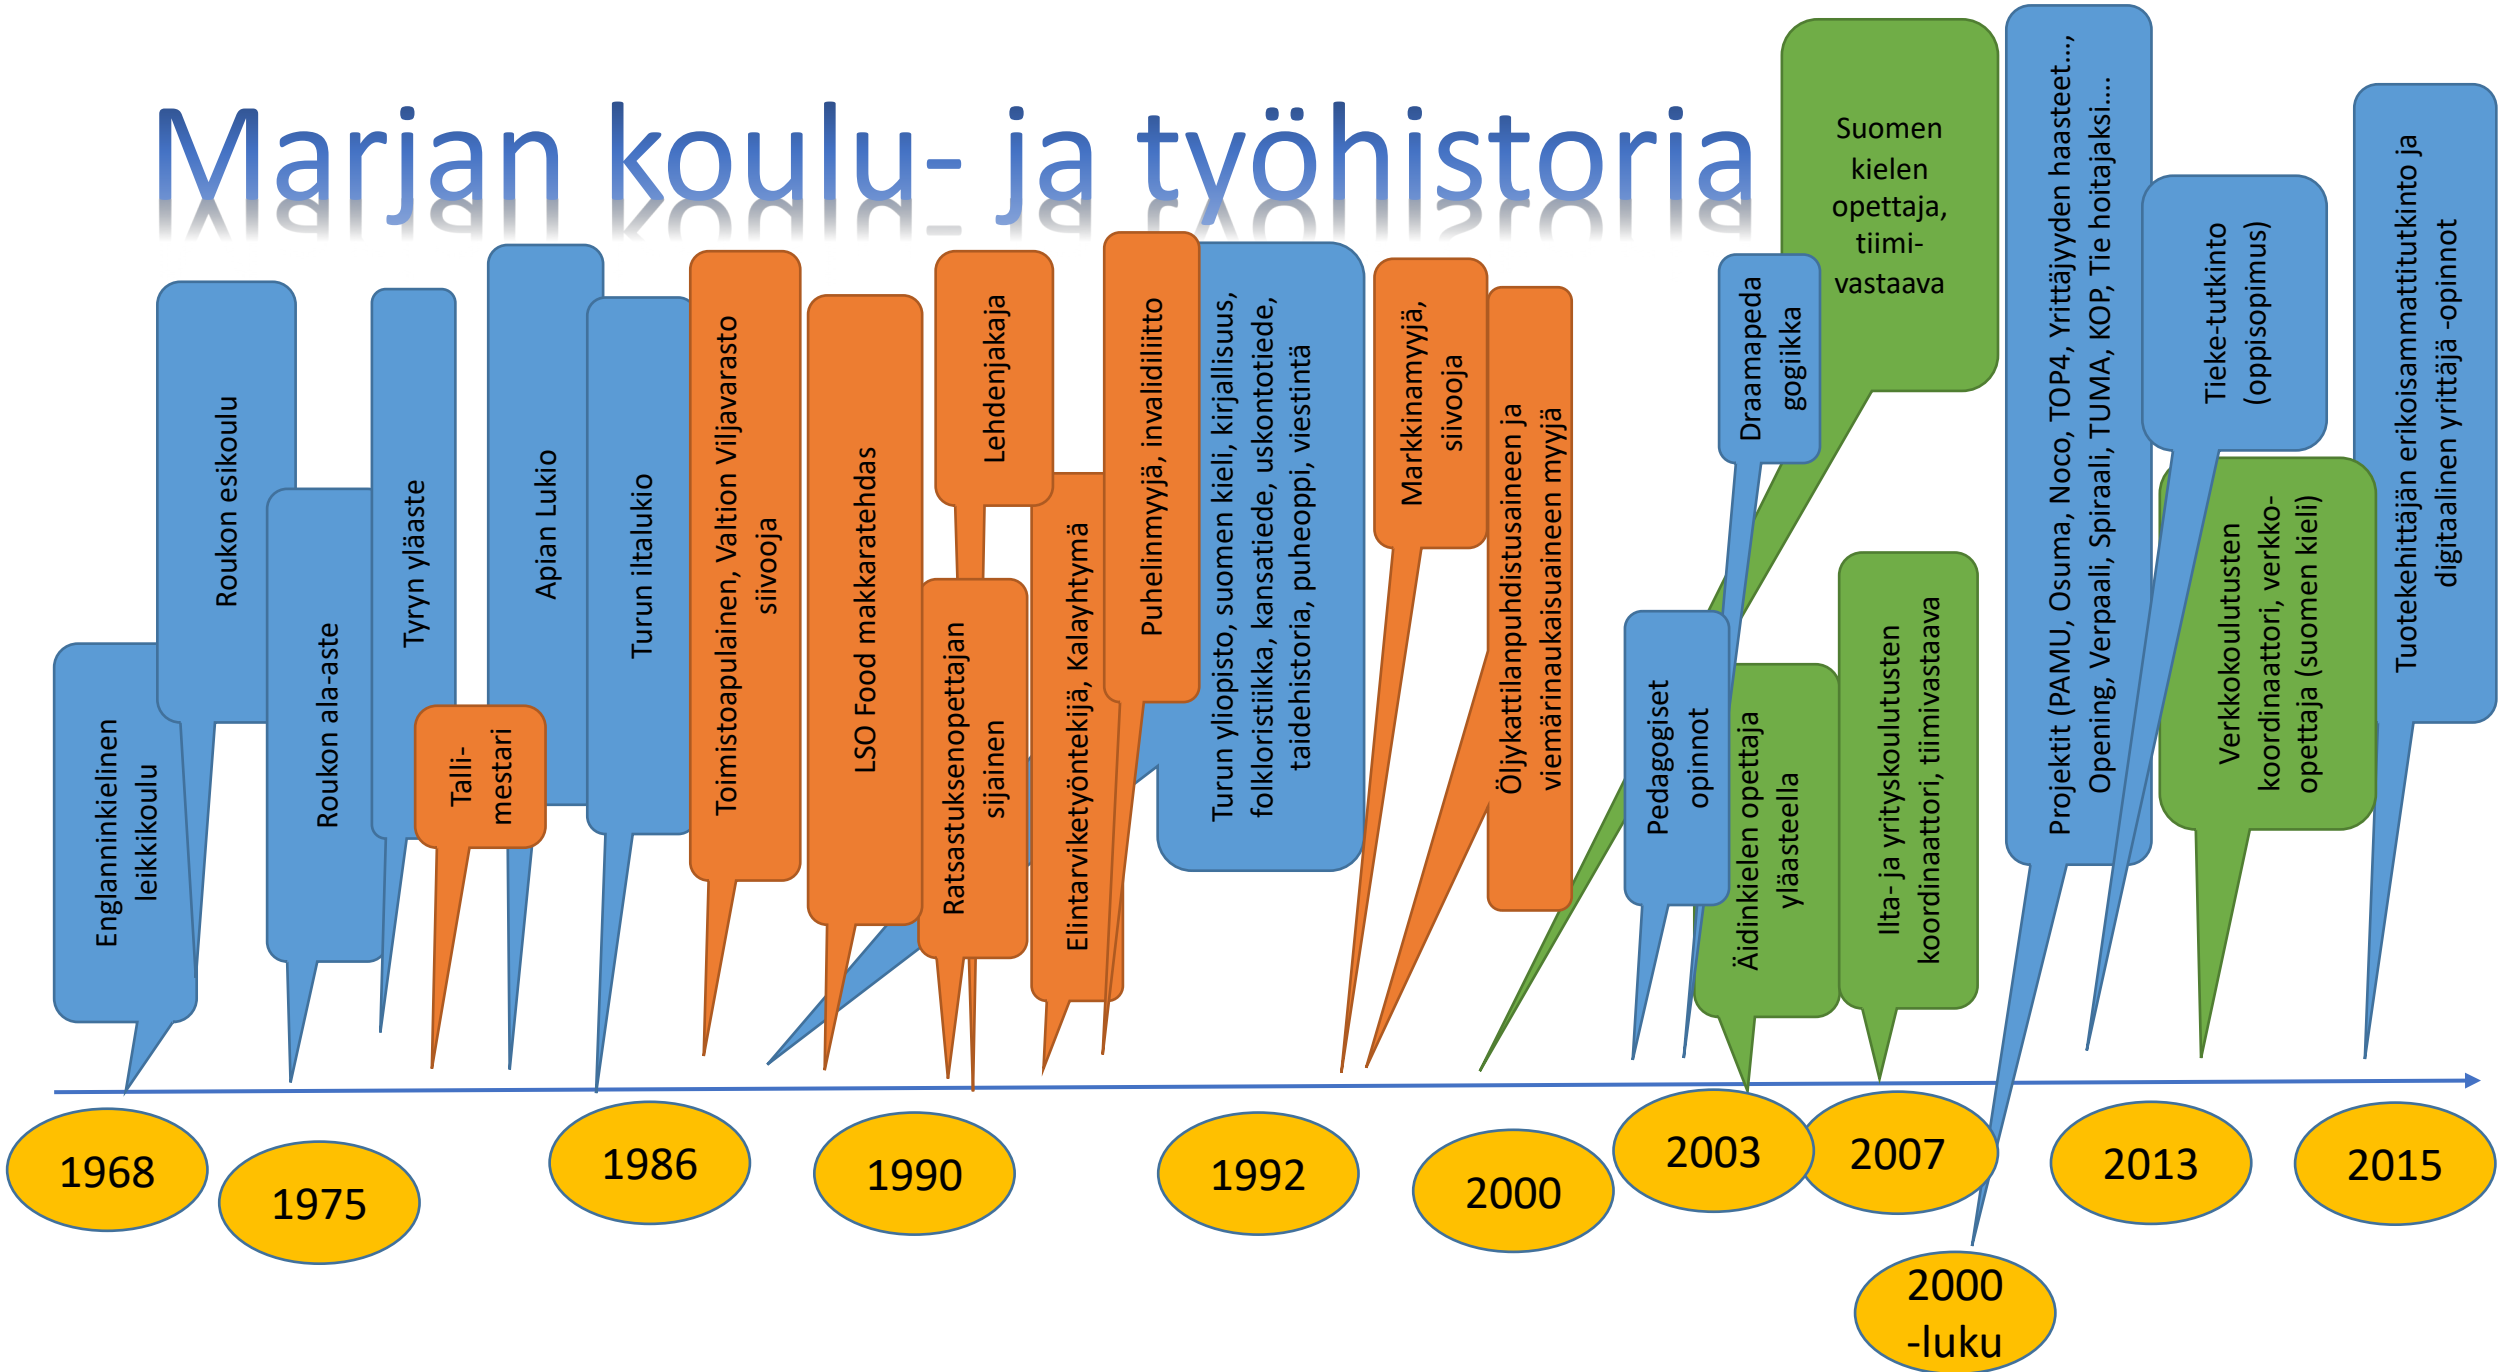 Marjan koulu- ja työhistoria
Englanninkielinen
leikkikoulu
Roukon esikoulu
Roukon ala-aste
Tyryn yläaste
Talli-
mestari
Apian Lukio
Turun iltalukio
Toimistoapulainen, Valtion Viljavarasto
siivooja
LSO Food makkaratehdas
Lehdenjakaja
Ratsastuksenopettajan
sijainen
Elintarviketyöntekijä, Kalayhtymä
Puhelinmyyjä, invalidiliitto
Turun yliopisto, suomen kieli, kirjallisuus,
folkloristiikka, kansatiede, uskontotiede,
taidehistoria, puheoppi, viestintä
Markkinamyyjä,
siivooja
Öljykattilanpuhdistusaineen ja
viemärinaukaisuaineen myyjä
Suomen
kielen
opettaja,
tiimi-
vastaava
Pedagogiset
opinnot
Draamapeda
gogiikka
Äidinkielen opettaja
yläasteella
Ilta- ja yrityskoulutusten
koordinaattori, tiimivastaava
Projektit (PAMU, Osuma, Noco, TOP4, Yrittäjyyden haasteet...,
Opening, Verpaali, Spiraali, TUMA, KOP, Tie hoitajaksi....
Tieke-tutkinto
(oppisopimus)
Verkkokoulutusten
koordinaattori, verkko-
opettaja (suomen kieli)
Tuotekehittäjän erikoisammattitutkinto ja
digitaalinen yrittäjä -opinnot
1968
1975
1986
1990
1992
2000
2003
2007
2000
-luku
2013
2015